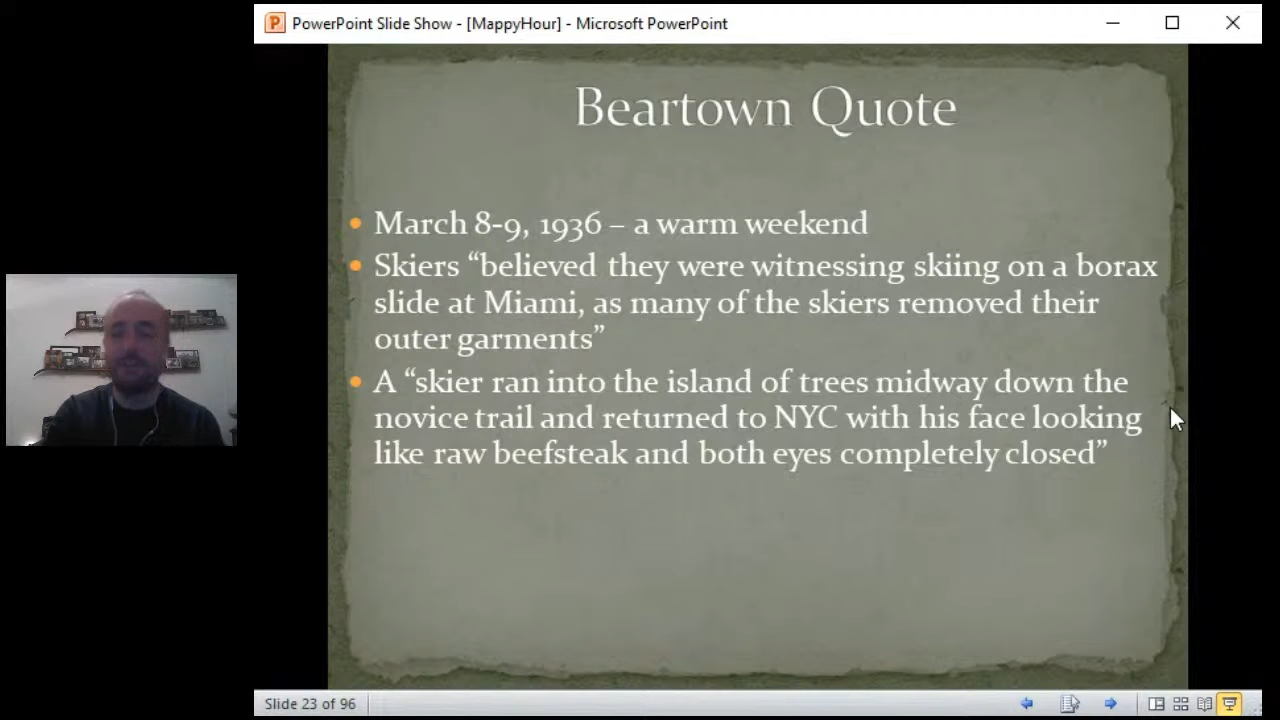 PowerPoint Slide Show - [MappyHour] - Microsoft PowerPoint
Beartown Quote
March 8-9, 1936 – a warm weekend
Skiers “believed they were witnessing skiing on a borax
slide at Miami, as many of the skiers removed their
outer garments”
A “skier ran into the island of trees midway down the
novice trail and returned to NYC with his face looking
like raw beefsteak and both eyes completely closed”
Slide 23 of 96